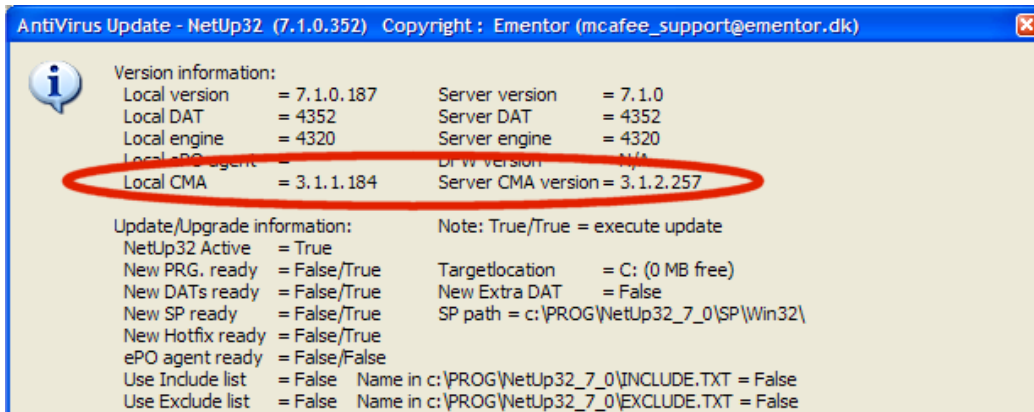 AntiVirus Update - NetUp32 (7.1.0.352) Copyright : Ementor (mcafee_support@ementor.dk)
Version information:
Local version = 7.1.0.187 Server version = 7.1.0
Local DAT = 4352 Server DAT = 4352
Local engine = 4320 Server engine = 4320
Local ePO agent = DFW version = N/A
Local CMA = 3.1.1.184 Server CMA version = 3.1.2.257
Update/Upgrade information: Note: True/True = execute update
NetUp32 Active = True
New PRG. ready = False/True Targetlocation = C: (0 MB free)
New DATs ready = False/True New Extra DAT = False
New SP ready = False/True SP path = c:\PROG\NetUp32_7_0\SP\Win32\
New Hotfix ready = False/True
ePO agent ready = False/False
Use Include list = False Name in c:\PROG\NetUp32_7_0\INCLUDE.TXT = False
Use Exclude list = False Name in c:\PROG\NetUp32_7_0\EXCLUDE.TXT = False